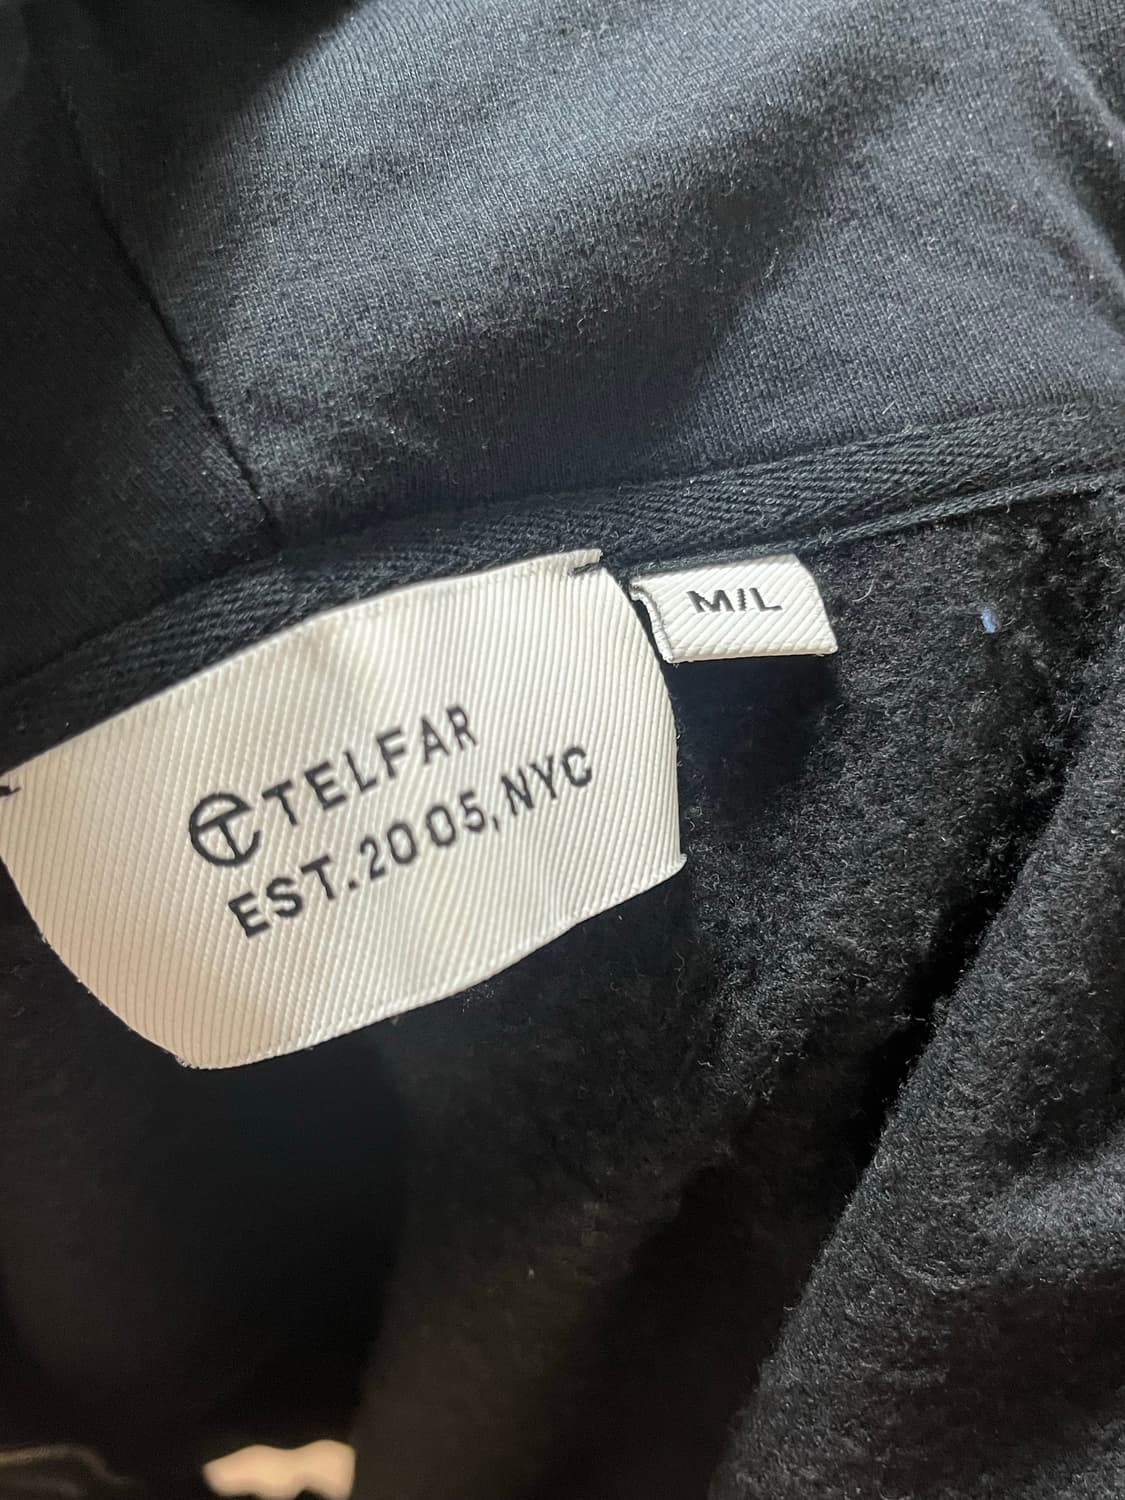 TELFAR
EST.2005, NYC
M/L